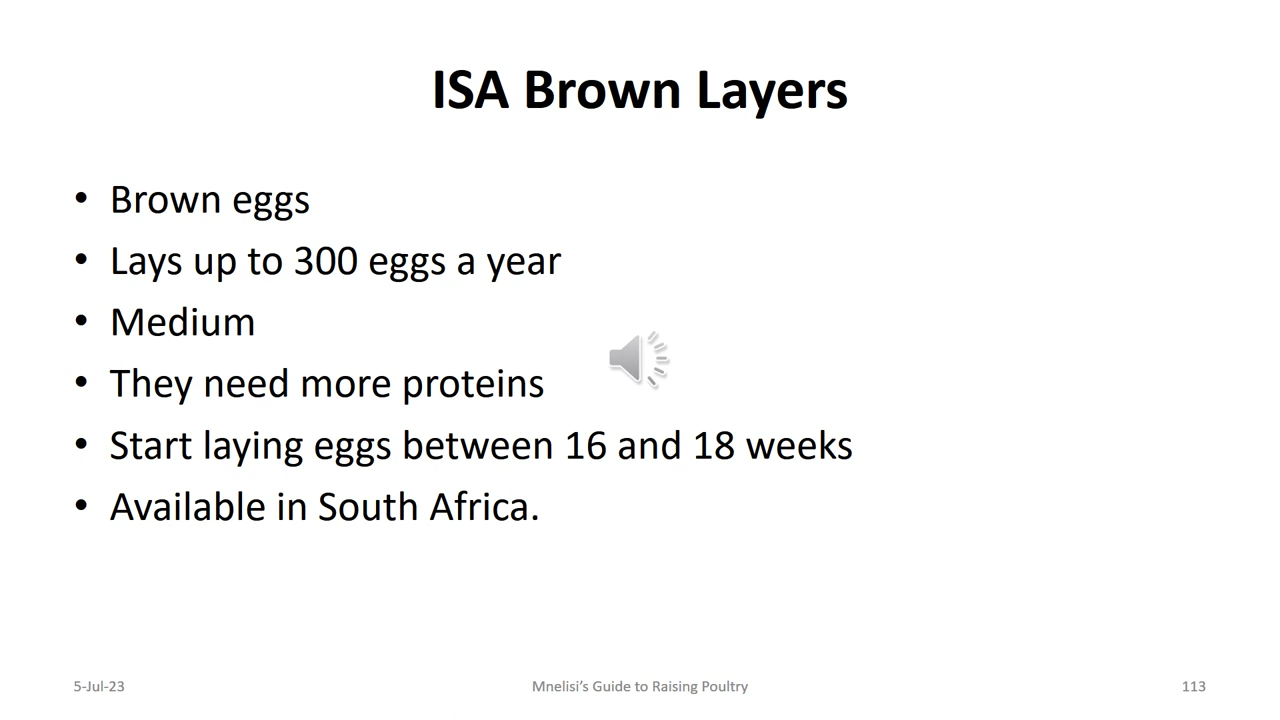 ISA Brown Layers
• Brown eggs
• Lays up to 300 eggs a year
• Medium
• They need more proteins
• Start laying eggs between 16 and 18 weeks
• Available in South Africa.
5-Jul-23
Mnelisi’s Guide to Raising Poultry
113